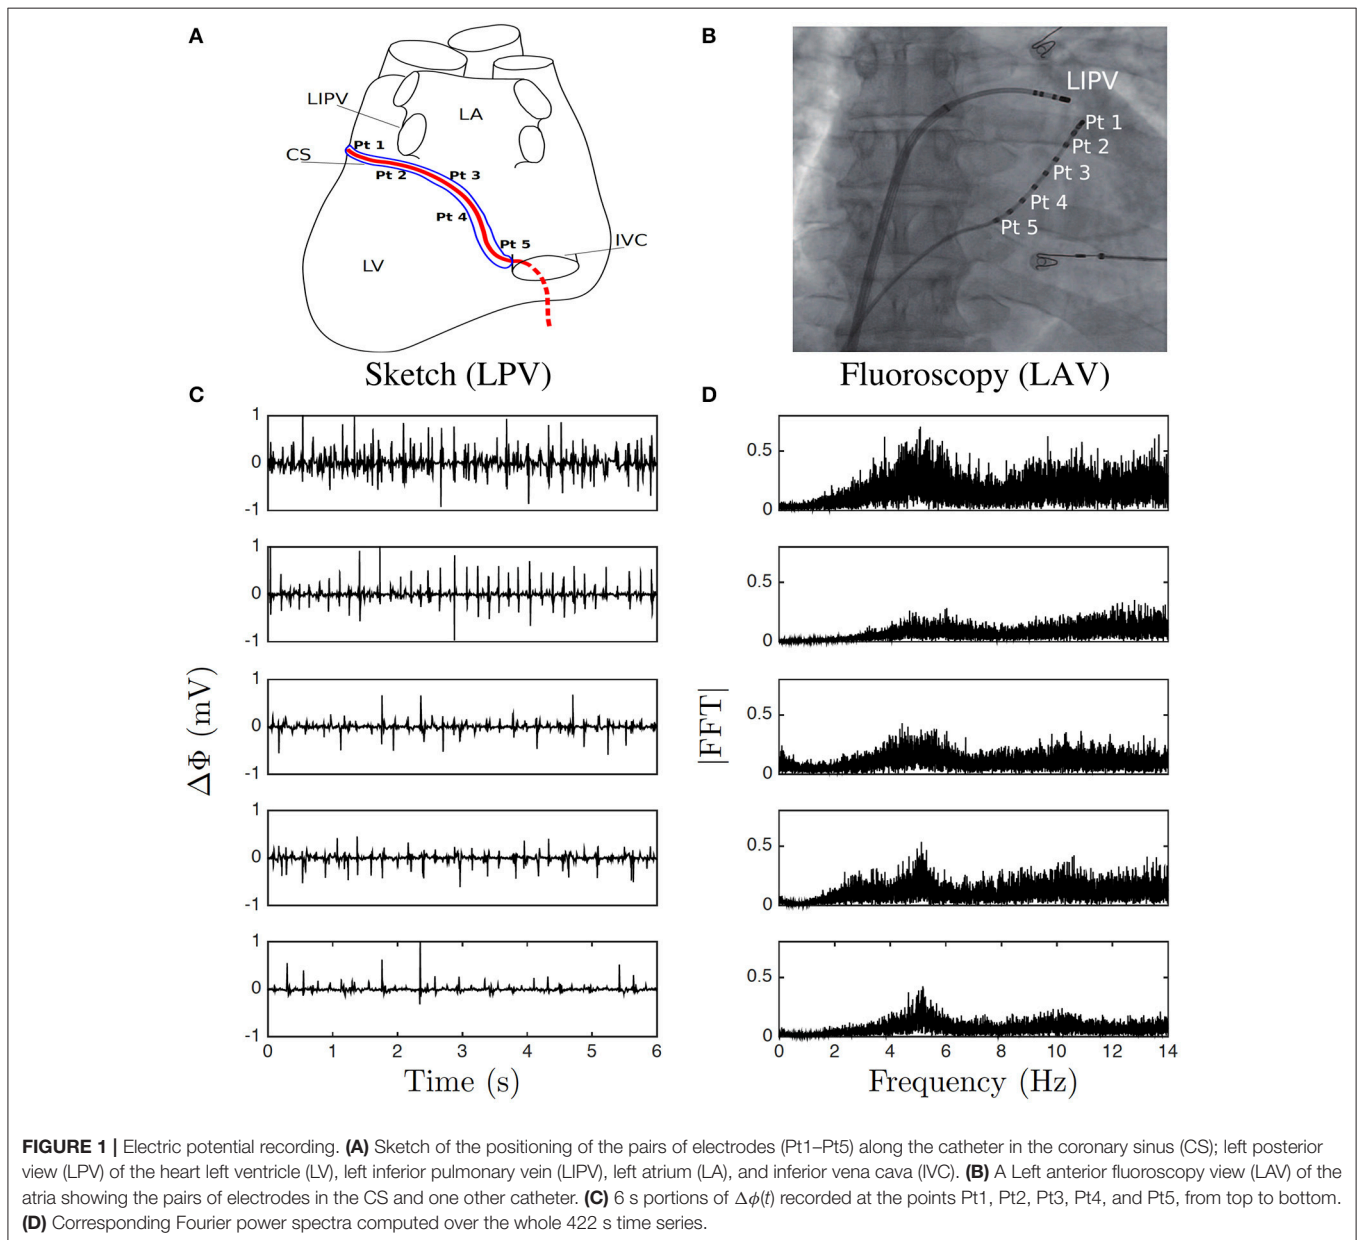 A
LIPV
LA
CS
Pt 1
Pt 2
Pt 3
Pt 4
Pt 5
IVC
LV
Sketch (LPV)
B
LIPV
Pt 1
Pt 2
Pt 3
Pt 4
Pt 5
Fluoroscopy (LAV)
C
1
0
-1
1
0
-1
1
0
-1
1
0
-1
1
0
-1
0 1 2 3 4 5 6
ΔΦ (mV)
Time (s)
D
0.5
0
0.5
0
0.5
0
0.5
0
0.5
0
0 2 4 6 8 10 12 14
|FFT|
Frequency (Hz)
FIGURE 1 | Electric potential recording. (A) Sketch of the positioning of the pairs of electrodes (Pt1–Pt5) along the catheter in the coronary sinus (CS); left posterior
view (LPV) of the heart left ventricle (LV), left inferior pulmonary vein (LIPV), left atrium (LA), and inferior vena cava (IVC). (B) A Left anterior fluoroscopy view (LAV) of the
atria showing the pairs of electrodes in the CS and one other catheter. (C) 6 s portions of Δϕ(t) recorded at the points Pt1, Pt2, Pt3, Pt4, and Pt5, from top to bottom.
(D) Corresponding Fourier power spectra computed over the whole 422 s time series.